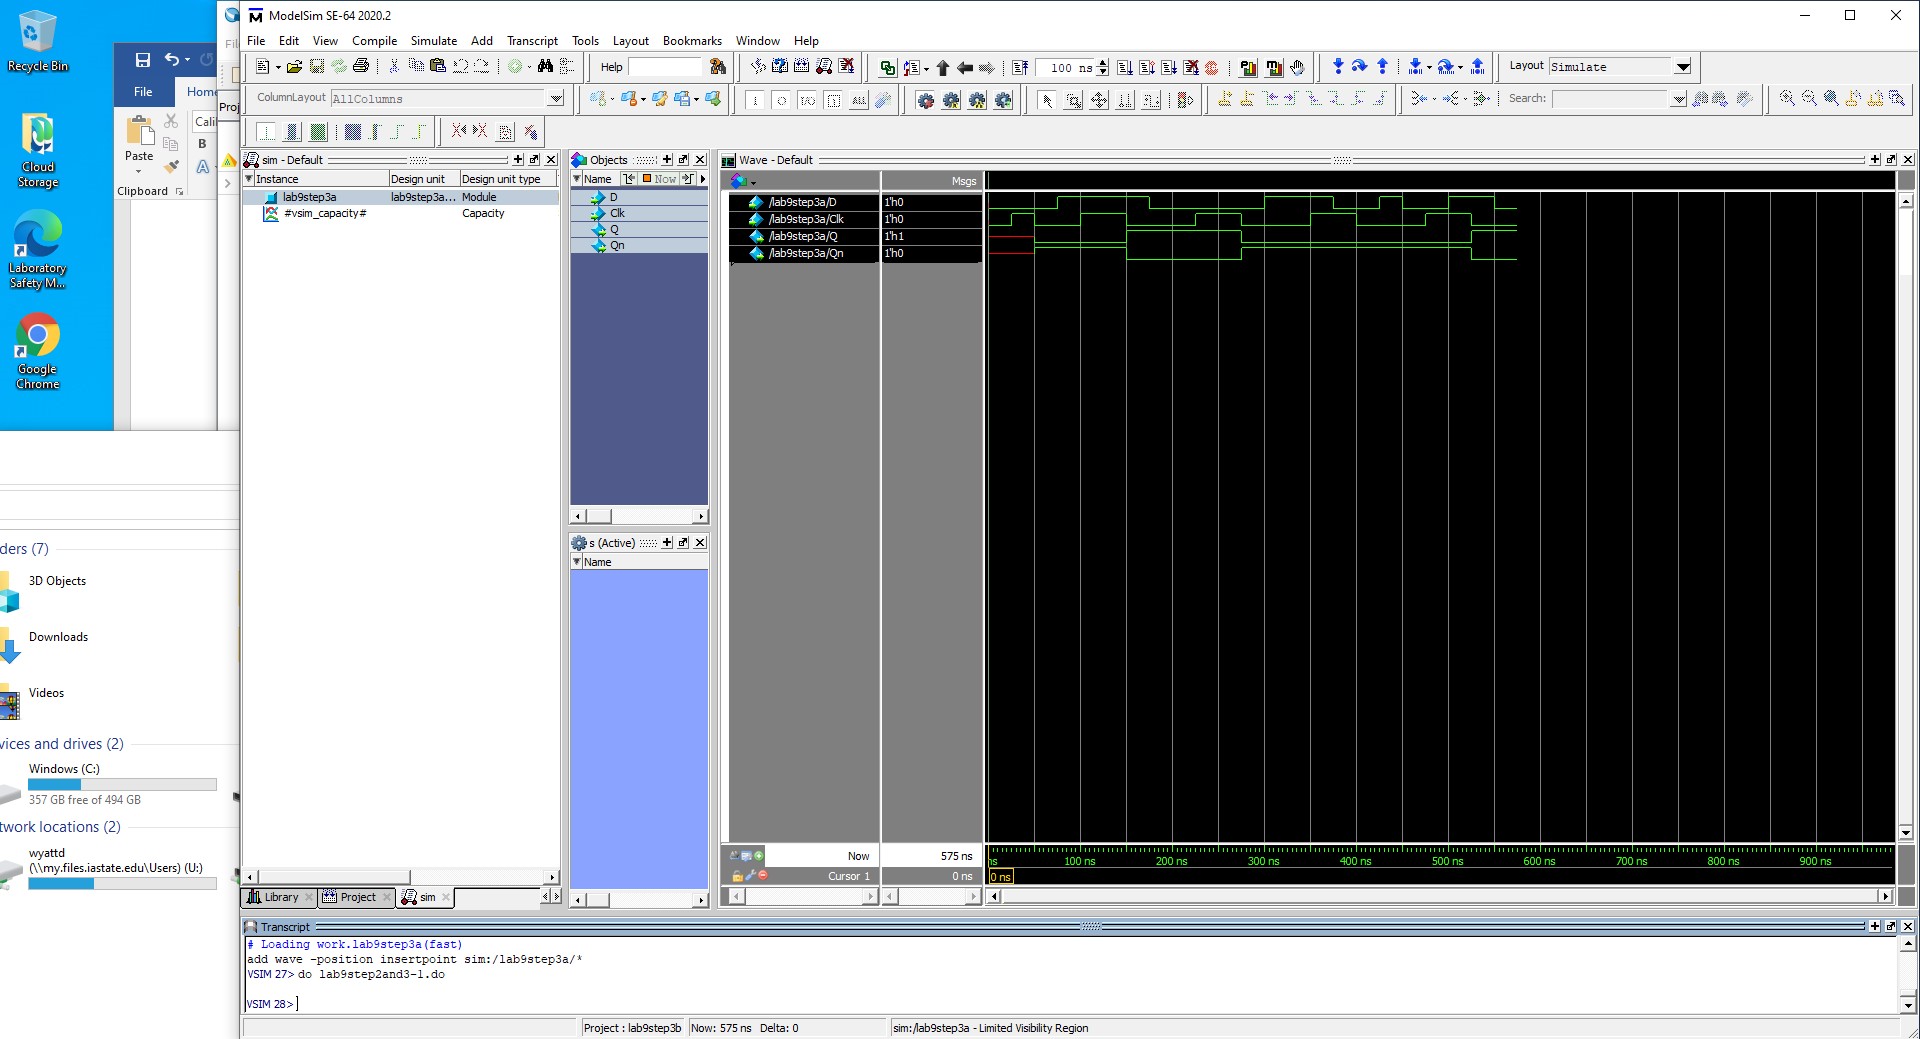 Recycle Bin
Cloud
Storage
Laboratory
Safety M...
Google
Chrome
File
Home
Cali
Paste
B
A
Clipboard
Fi
Proj
ders (7)
3D Objects
Downloads
Videos
vices and drives (2)
Windows (C:)
357 GB free of 494 GB
twork locations (2)
wyattd
(\\my.files.iastate.edu\Users) (U:)
ModelSim SE-64 2020.2
File Edit View Compile Simulate Add Transcript Tools Layout Bookmarks Window Help
Help
100 ns
Layout Simulate
ColumnLayout AllColumns
ALL
Search:
sim - Default
Instance Design unit Design unit type
lab9step3a lab9step3a... Module
#vsim_capacity# Capacity
Library Project sim
Objects
Name Now
D
Clk
Q
Qn
s (Active)
Name
Wave - Default
Msgs
/lab9step3a/D 1'h0
/lab9step3a/Clk 1'h0
/lab9step3a/Q 1'h1
/lab9step3a/Qn 1'h0
Now 575 ns
Cursor 1 0 ns
ns 100 ns 200 ns 300 ns 400 ns 500 ns 600 ns 700 ns 800 ns 900 ns
0 ns
Transcript
# Loading work.lab9step3a(fast)
add wave -position insertpoint sim:/lab9step3a/*
VSIM 27> do lab9step2and3-1.do
VSIM 28>
Project : lab9step3b Now: 575 ns Delta: 0 sim:/lab9step3a - Limited Visibility Region